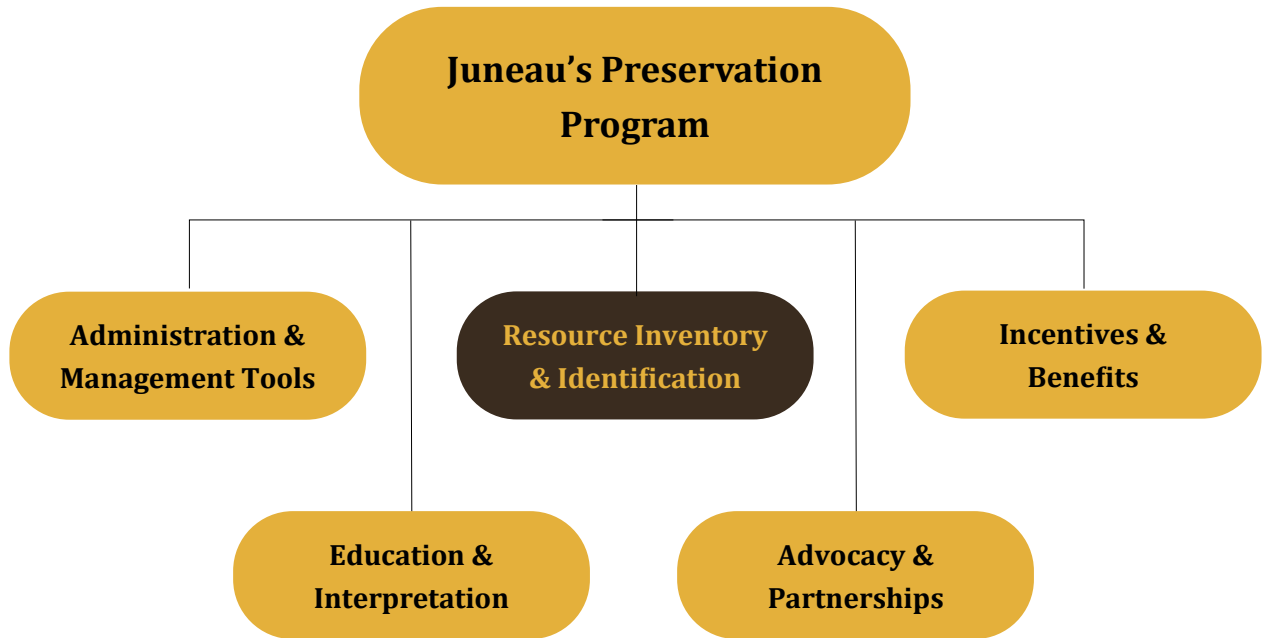 Juneau’s Preservation
Program
Administration &
Management Tools
Resource Inventory
& Identification
Incentives &
Benefits
Education &
Interpretation
Advocacy &
Partnerships